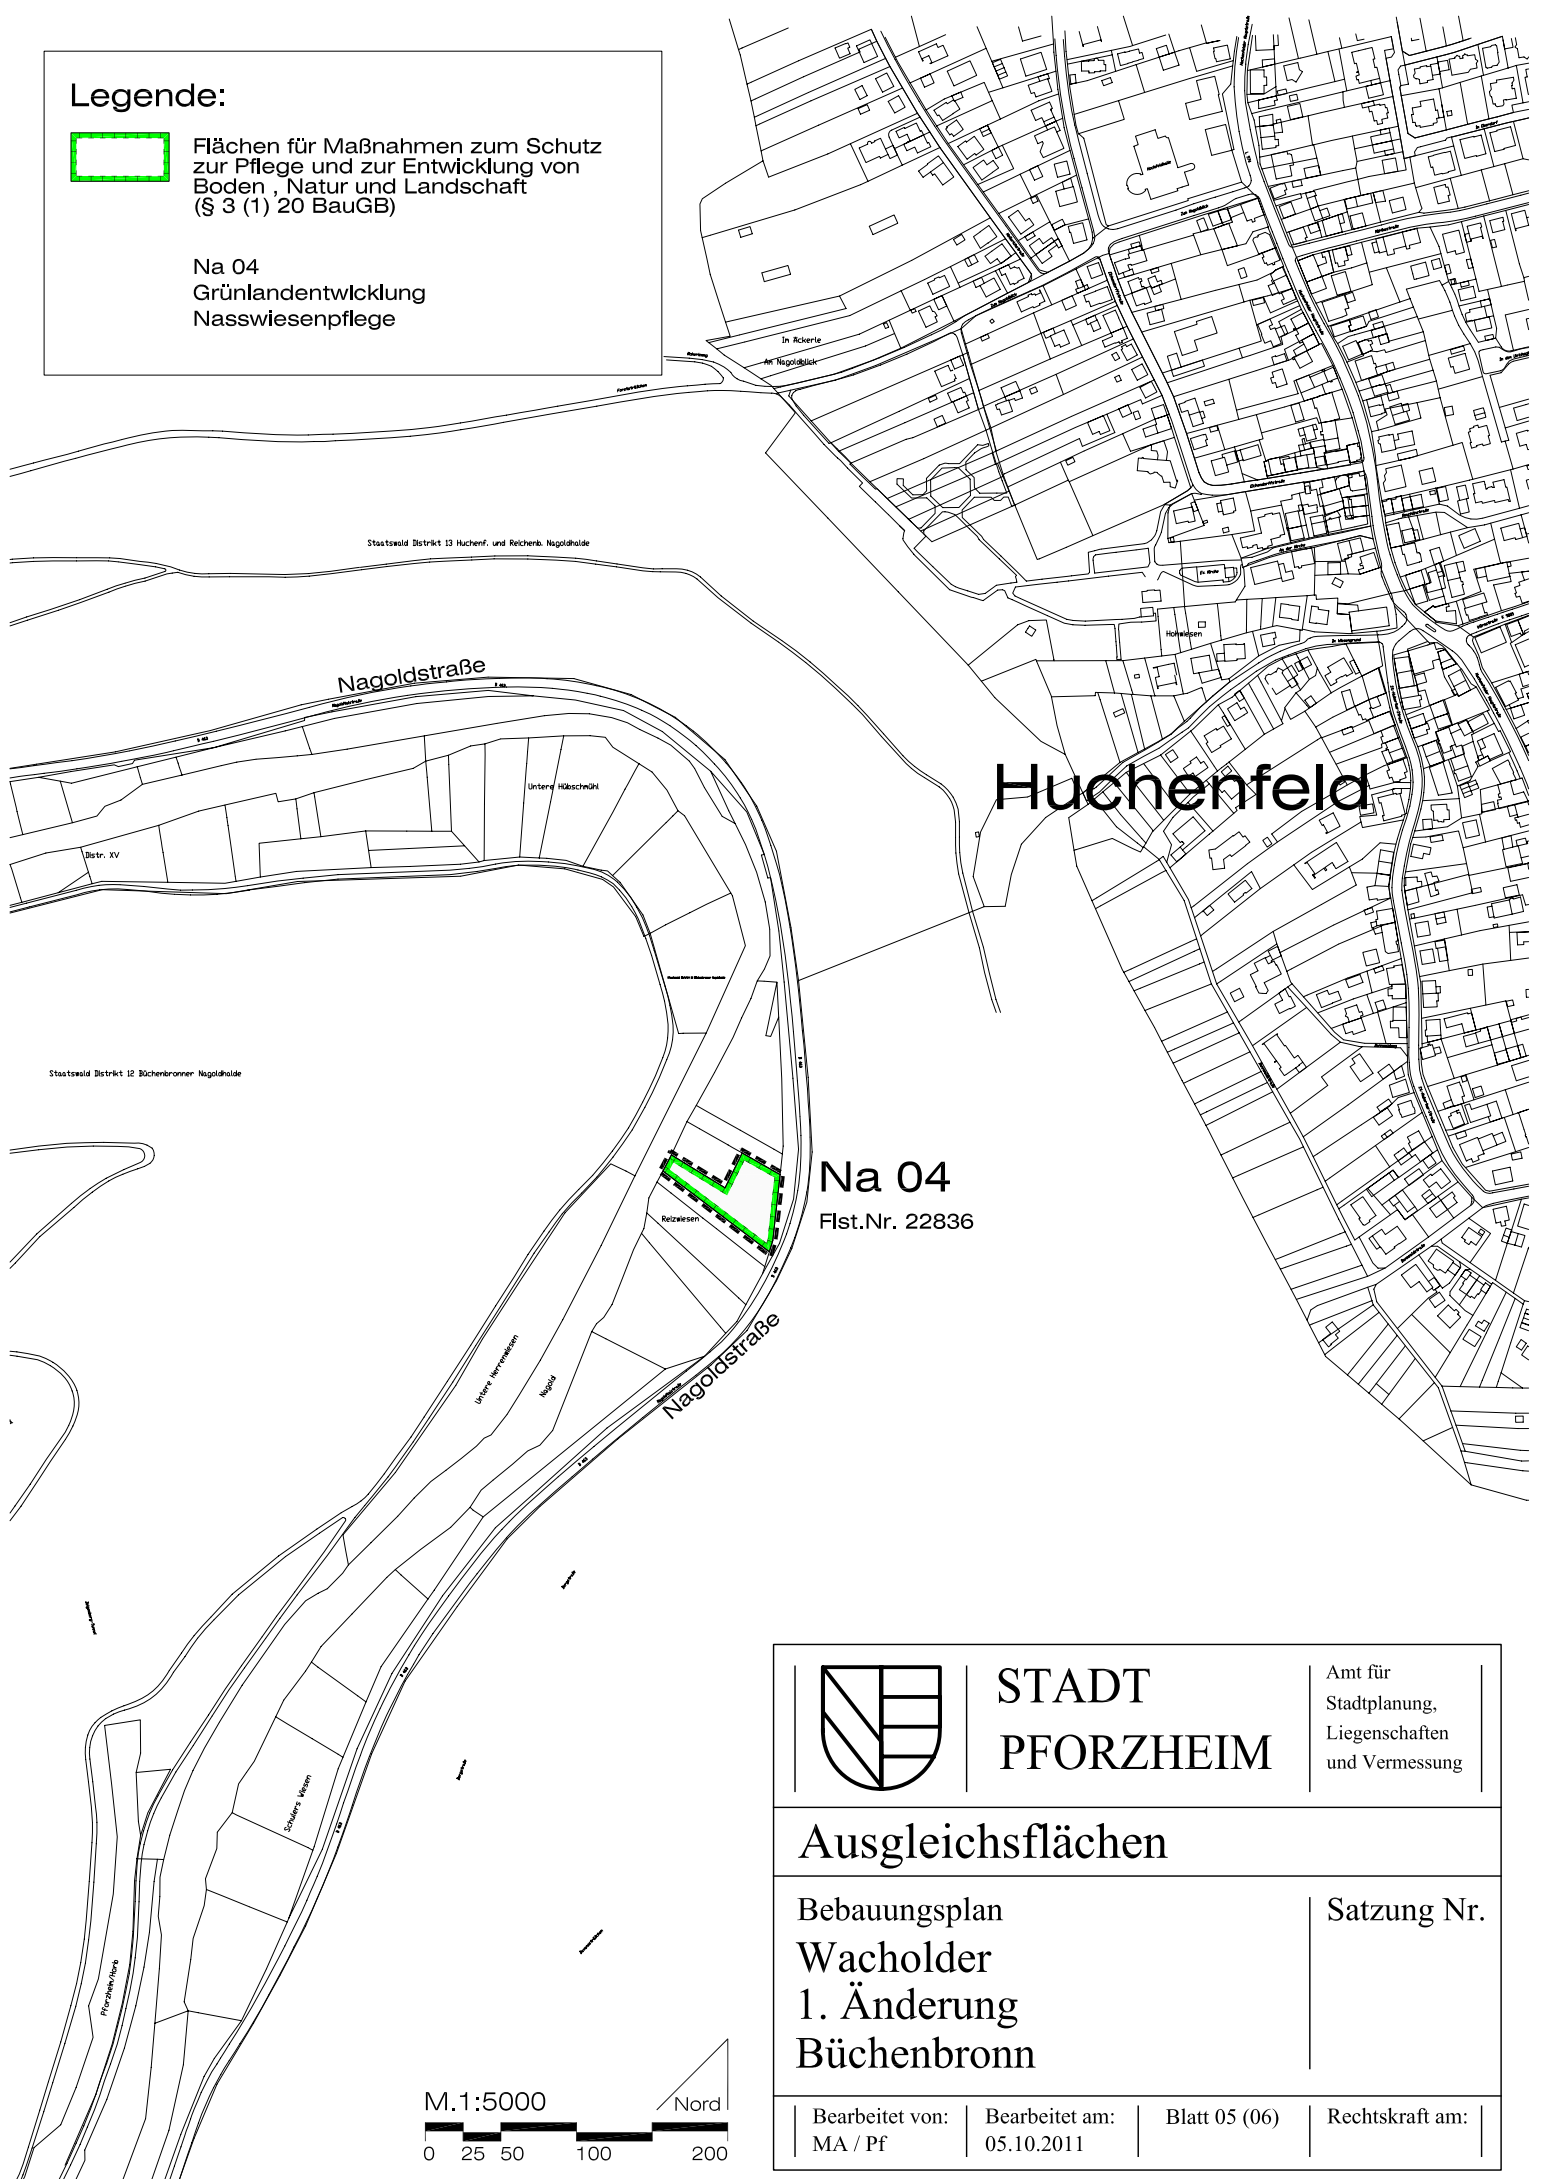 Legende:
Flächen für Maßnahmen zum Schutz
zur Pflege und zur Entwicklung von
Boden , Natur und Landschaft
(§ 3 (1) 20 BauGB)
Na 04
Grünlandentwicklung
Nasswiesenpflege
In Äckerle
Am Nagoldblick
Staatswald Distrikt 13 Huchenf. und Reichenb. Nagoldhalde
Ev. Kirche
Hohwiesen
Nagoldstraße
Huchenfeld
Untere Hübschmühl
Distr. XV
Staatswald Distrikt 12 Büchenbronner Nagoldhalde
Na 04
Flst.Nr. 22836
Reizwiesen
Nagoldstraße
Untere Herrenwiesen
Nagold
Schulers Wiesen
Pforzheim/Horb
STADT
PFORZHEIM
Amt für
Stadtplanung,
Liegenschaften
und Vermessung
Ausgleichsflächen
Bebauungsplan
Wacholder
1. Änderung
Büchenbronn
Satzung Nr.
M.1:5000
Nord
0 25 50 100 200
Bearbeitet von:
MA / Pf
Bearbeitet am:
05.10.2011
Blatt 05 (06)
Rechtskraft am: